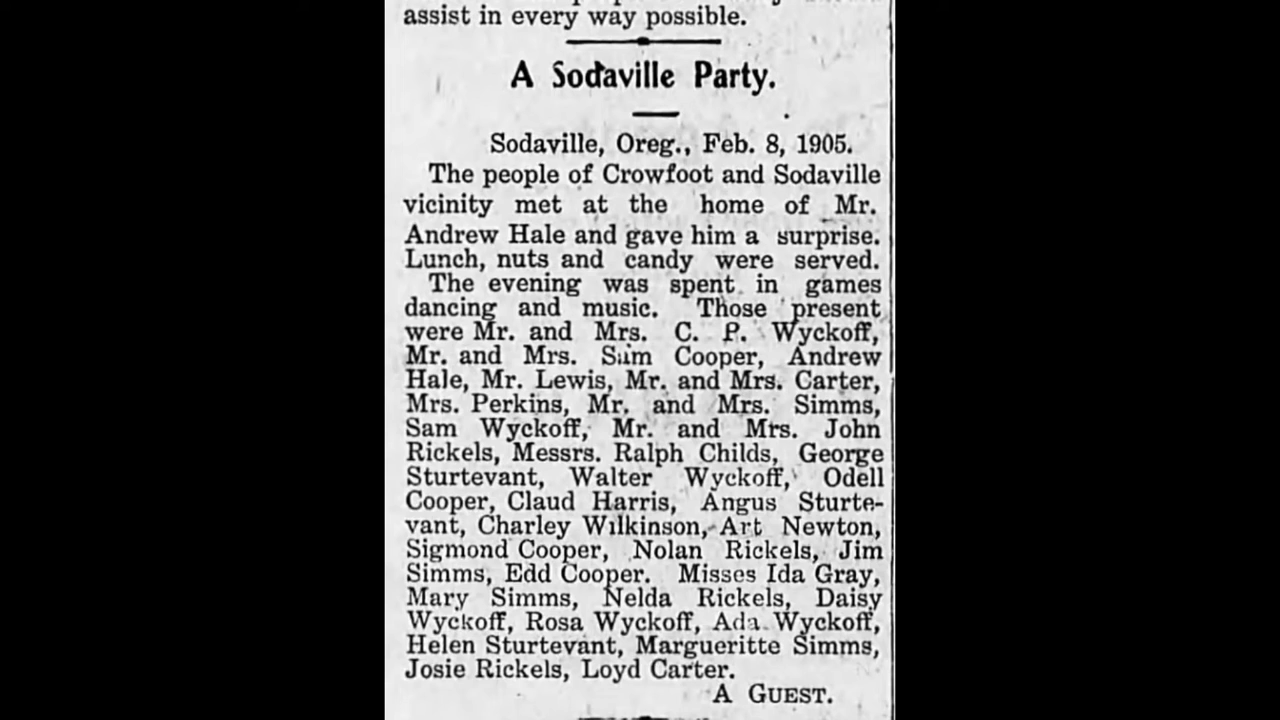 assist in every way possible.
A Sodaville Party.
Sodaville, Oreg., Feb. 8, 1905.
The people of Crowfoot and Sodaville
vicinity met at the home of Mr.
Andrew Hale and gave him a surprise.
Lunch, nuts and candy were served.
The evening was spent in games
dancing and music. Those present
were Mr. and Mrs. C. P. Wyckoff,
Mr. and Mrs. Sam Cooper, Andrew
Hale, Mr. Lewis, Mr. and Mrs. Carter,
Mrs. Perkins, Mr. and Mrs. Simms,
Sam Wyckoff, Mr. and Mrs. John
Rickels, Messrs. Ralph Childs, George
Sturtevant, Walter Wyckoff, Odell
Cooper, Claud Harris, Angus Sturte-
vant, Charley Wilkinson, Art Newton,
Sigmond Cooper, Nolan Rickels, Jim
Simms, Edd Cooper. Misses Ida Gray,
Mary Simms, Nelda Rickels, Daisy
Wyckoff, Rosa Wyckoff, Ada Wyckoff,
Helen Sturtevant, Margueritte Simms,
Josie Rickels, Loyd Carter.
A GUEST.